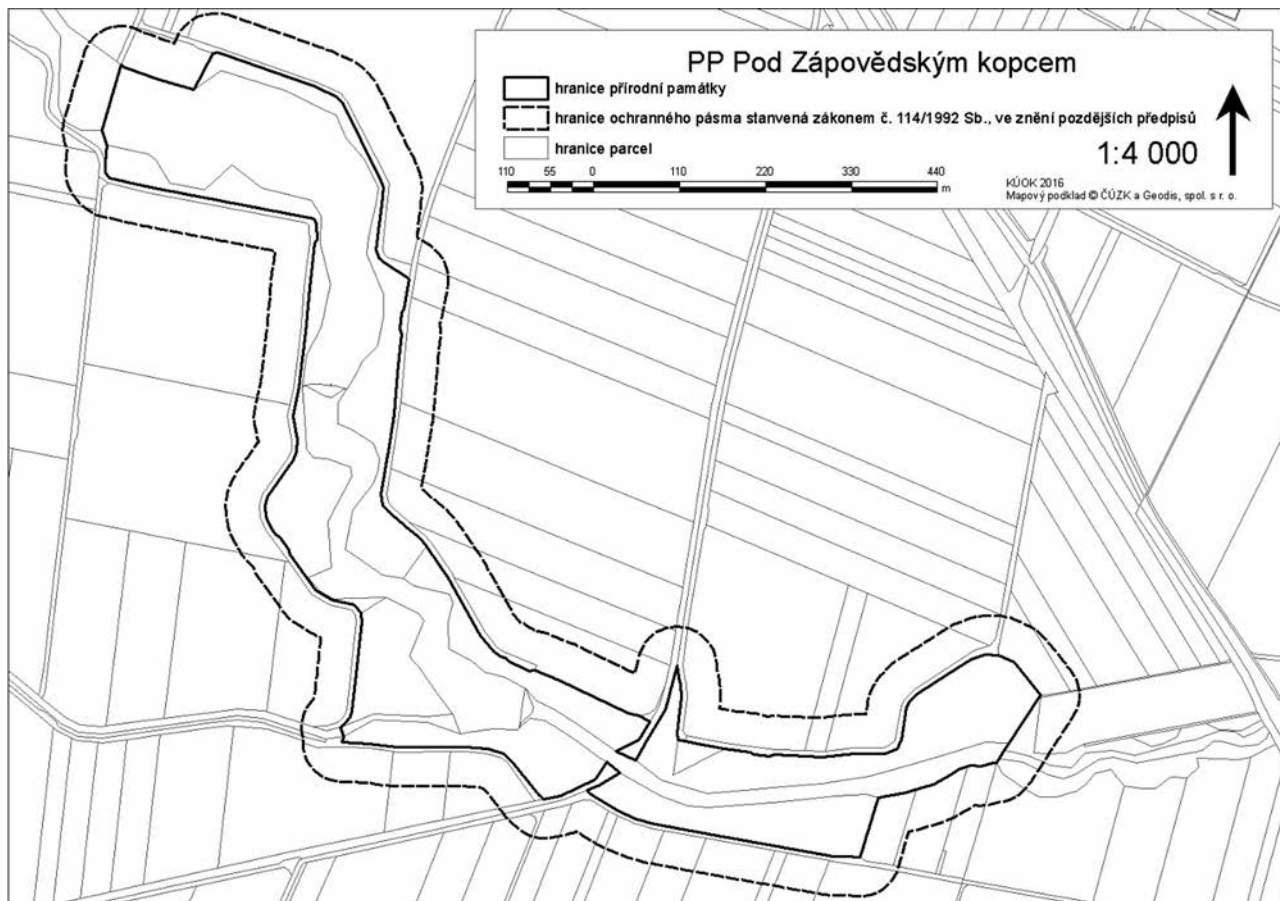 PP Pod Zápovědským kopcem
hranice přírodní památky
hranice ochranného pásma stanvená zákonem č. 114/1992 Sb., ve znění pozdějších předpisů
hranice parcel
1:4 000
110 55 0 110 220 330 440
m
KÚOK 2016
Mapový podklad © ČÚZK a Geodis, spol. s r. o.